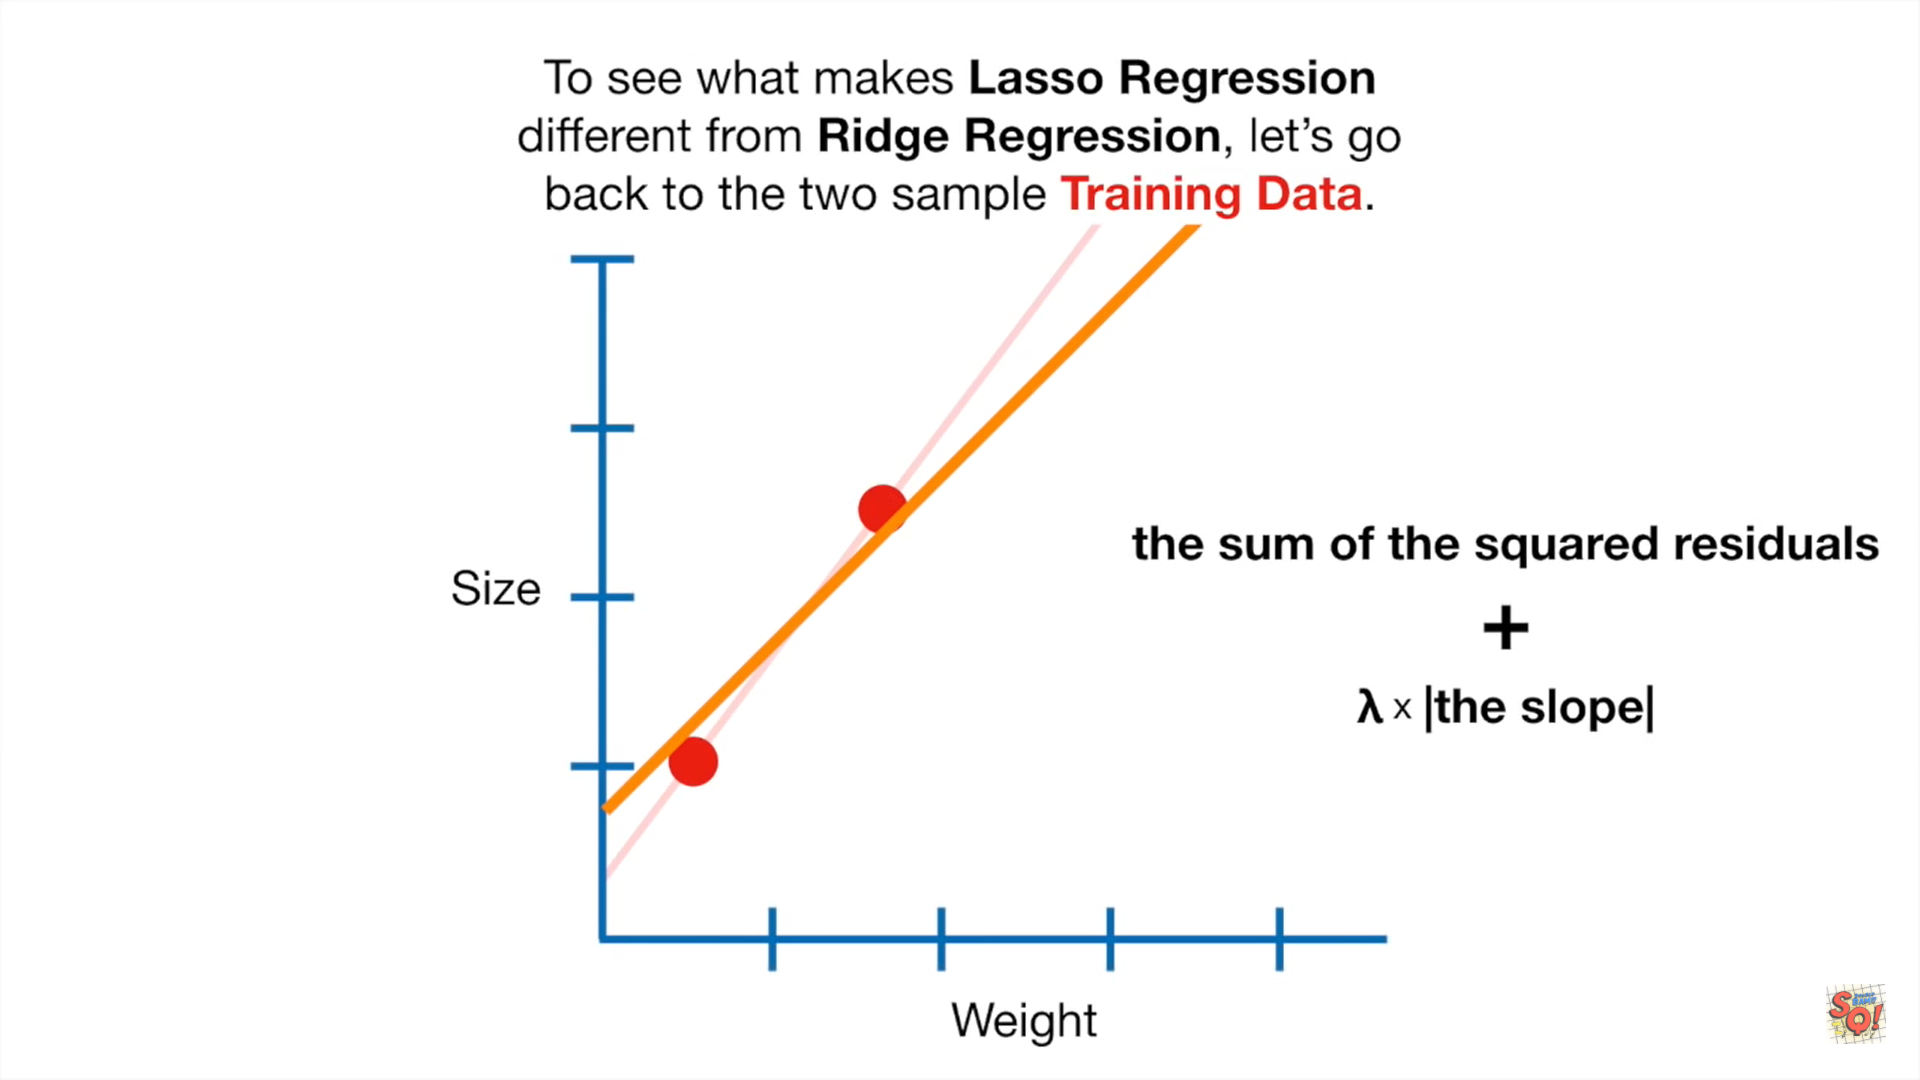 To see what makes Lasso Regression
different from Ridge Regression, let’s go
back to the two sample Training Data.
Size
the sum of the squared residuals
+
λ x |the slope|
Weight
SQ!